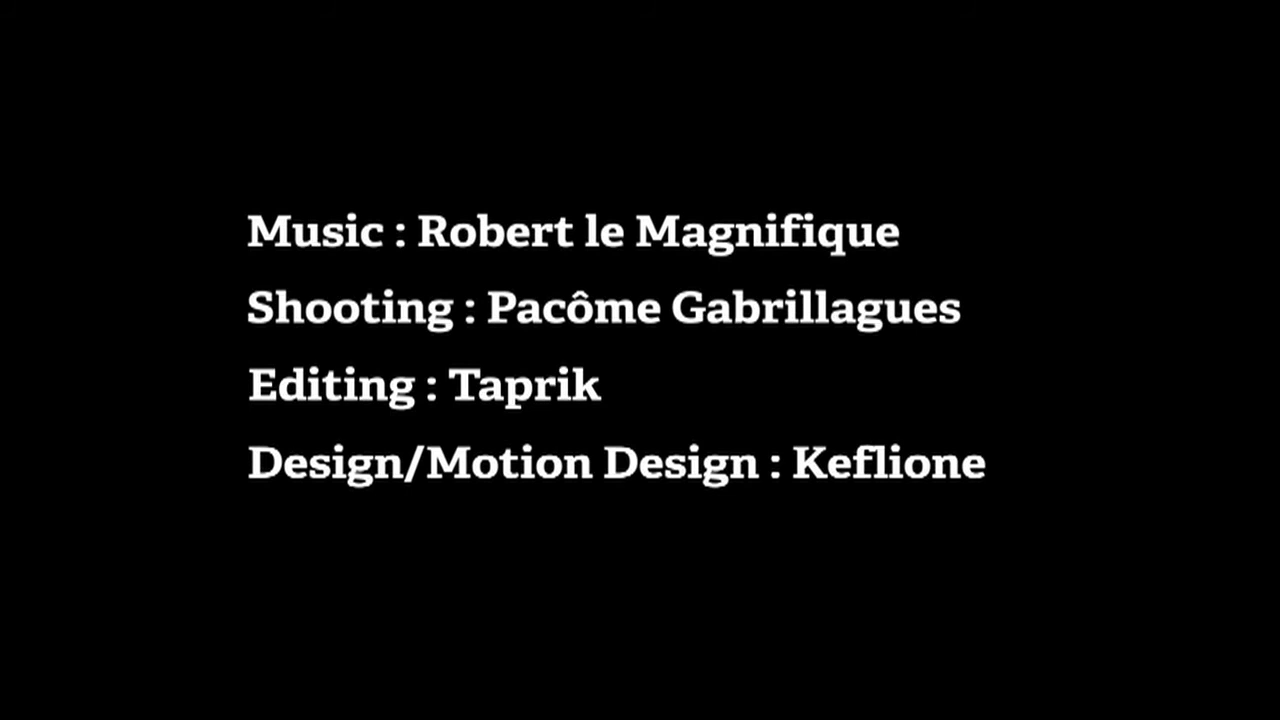 Music : Robert le Magnifique
Shooting : Pacôme Gabrillagues
Editing : Taprik
Design/Motion Design : Keflione